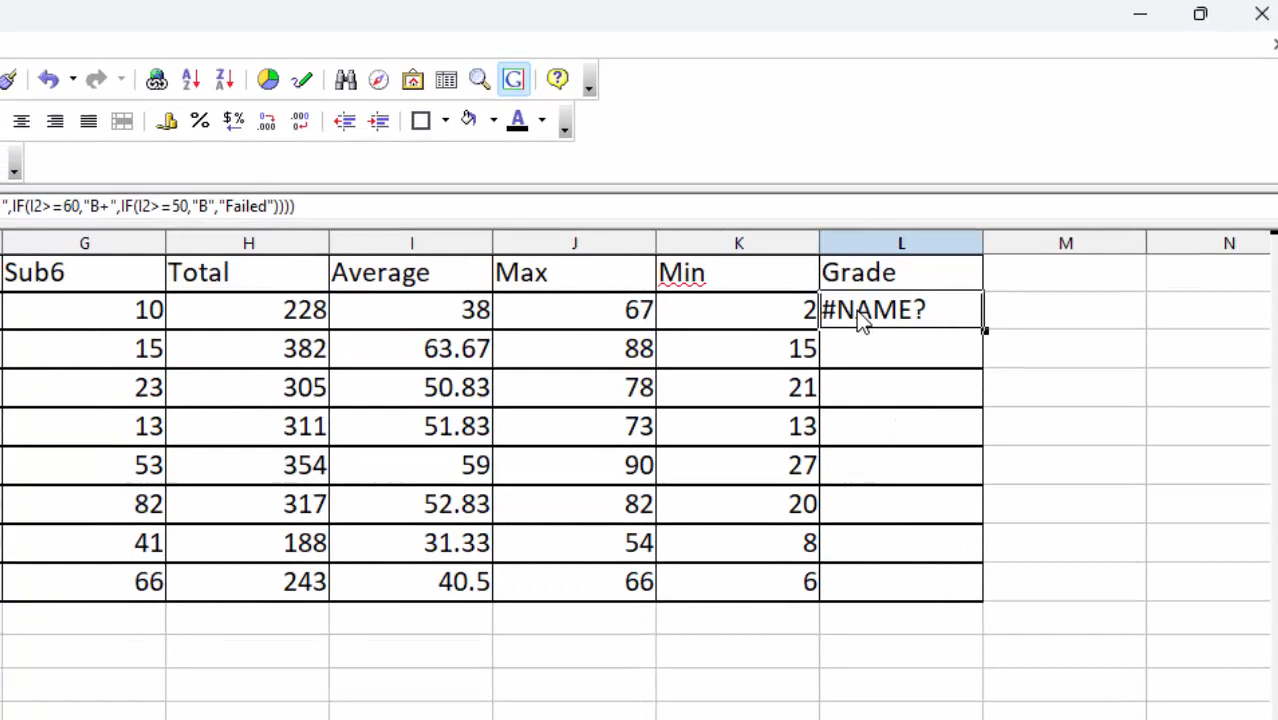 ",IF(I2>=60,"B+",IF(I2>=50,"B","Failed"))))
G H I J K L M N
Sub6 Total Average Max Min Grade
10 228 38 67 2 #NAME?
15 382 63.67 88 15
23 305 50.83 78 21
13 311 51.83 73 13
53 354 59 90 27
82 317 52.83 82 20
41 188 31.33 54 8
66 243 40.5 66 6